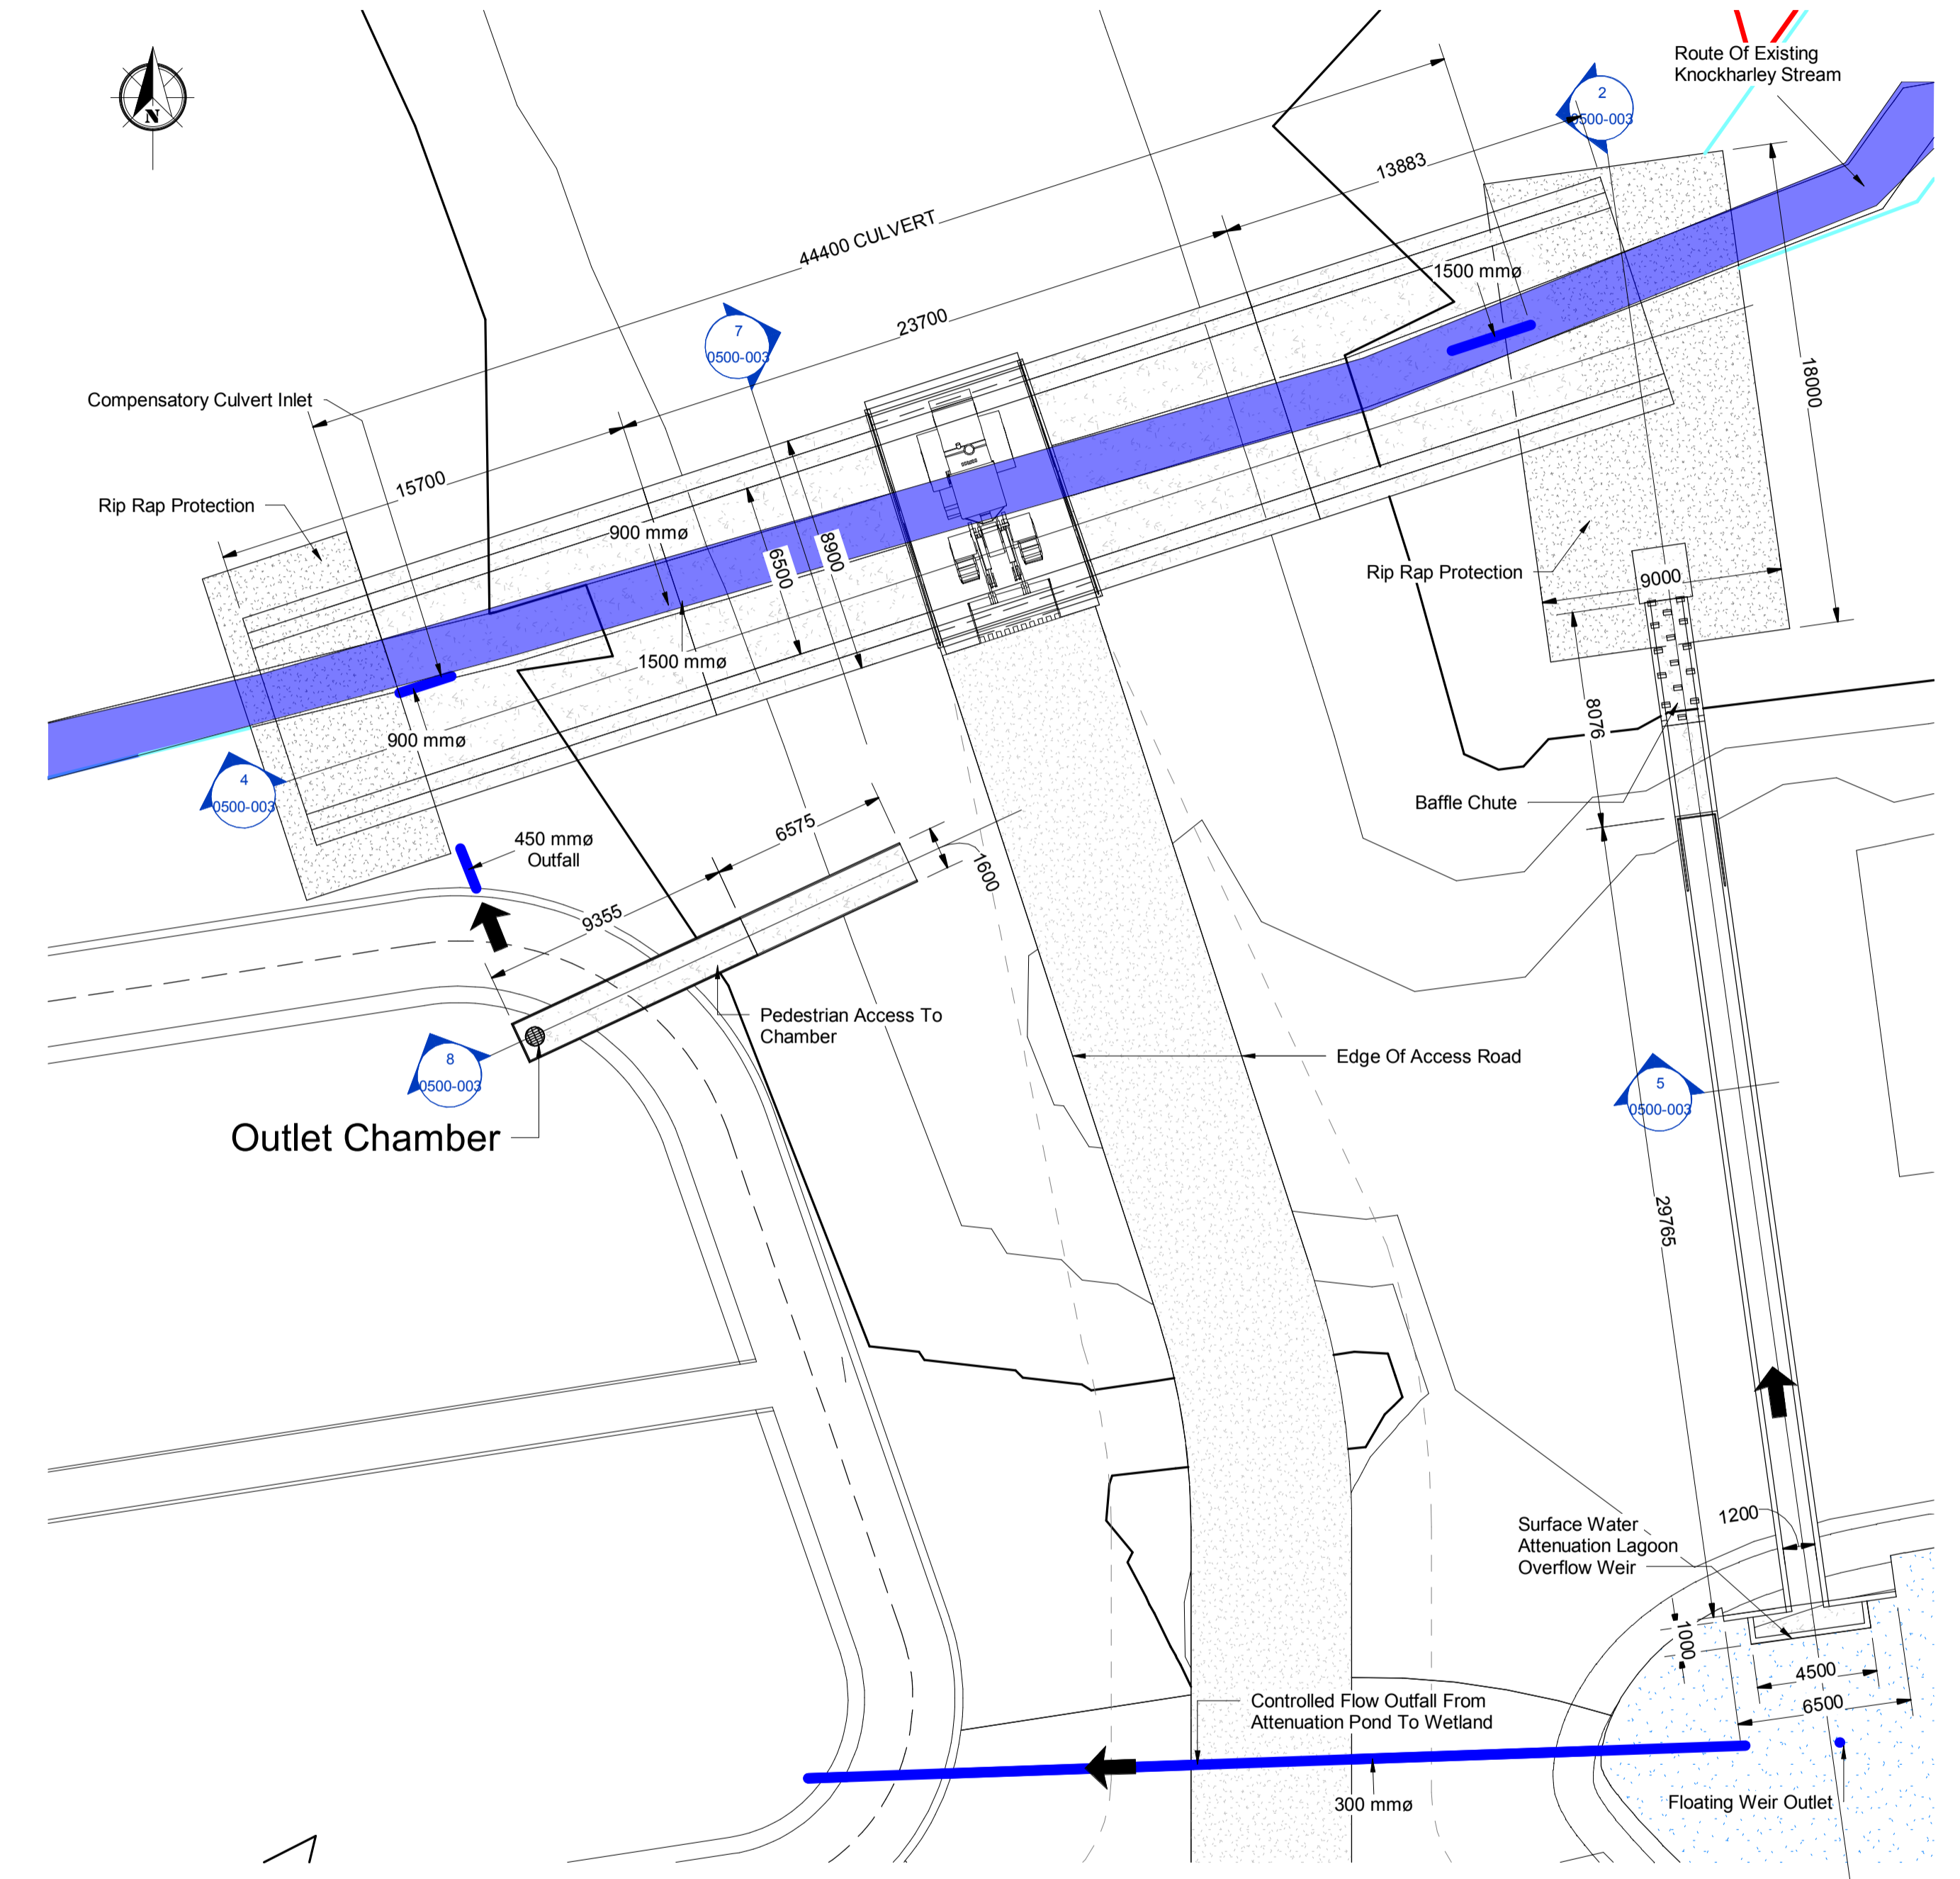 Route Of Existing
Knockharley Stream
N
2
0500-003
13883
44400 CULVERT
1500 mmø
23700
7
0500-003
18000
Compensatory Culvert Inlet
15700
Rip Rap Protection
900 mmø
8900
6500
Rip Rap Protection
9000
1500 mmø
8076
900 mmø
4
0500-003
Baffle Chute
6575
450 mmø
Outfall
1600
9355
Pedestrian Access To
Chamber
Edge Of Access Road
8
0500-003
5
0500-003
Outlet Chamber
29765
1200
Surface Water
Attenuation Lagoon
Overflow Weir
1000
4500
6500
Controlled Flow Outfall From
Attenuation Pond To Wetland
300 mmø
Floating Weir Outlet